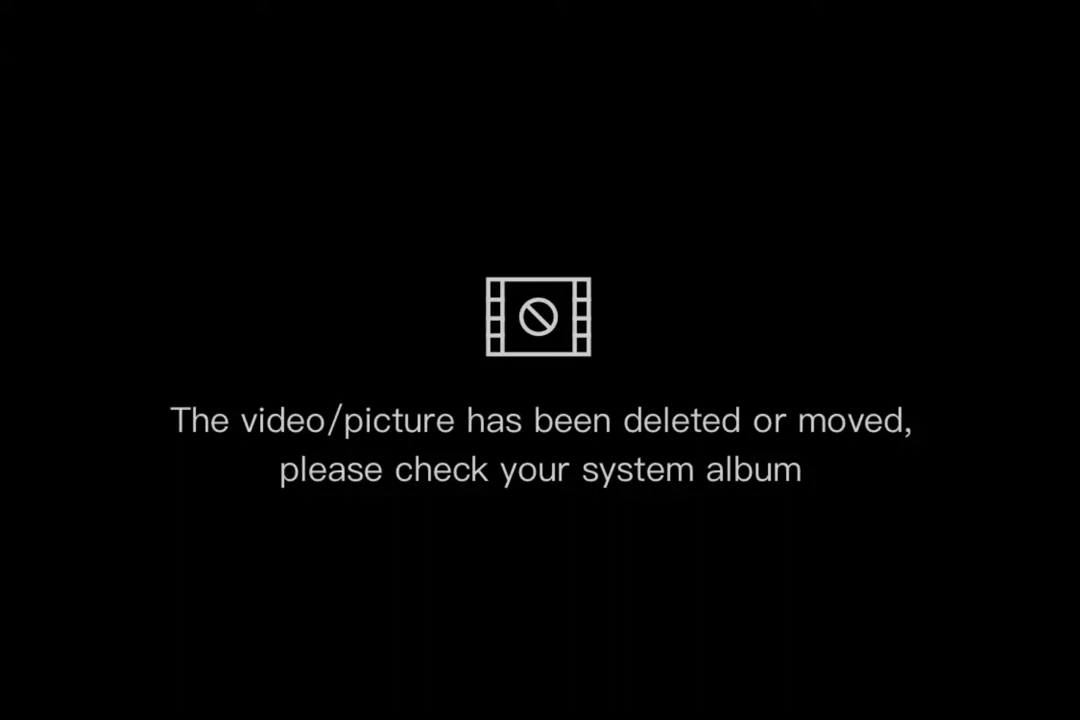 The video/picture has been deleted or moved,
please check your system album